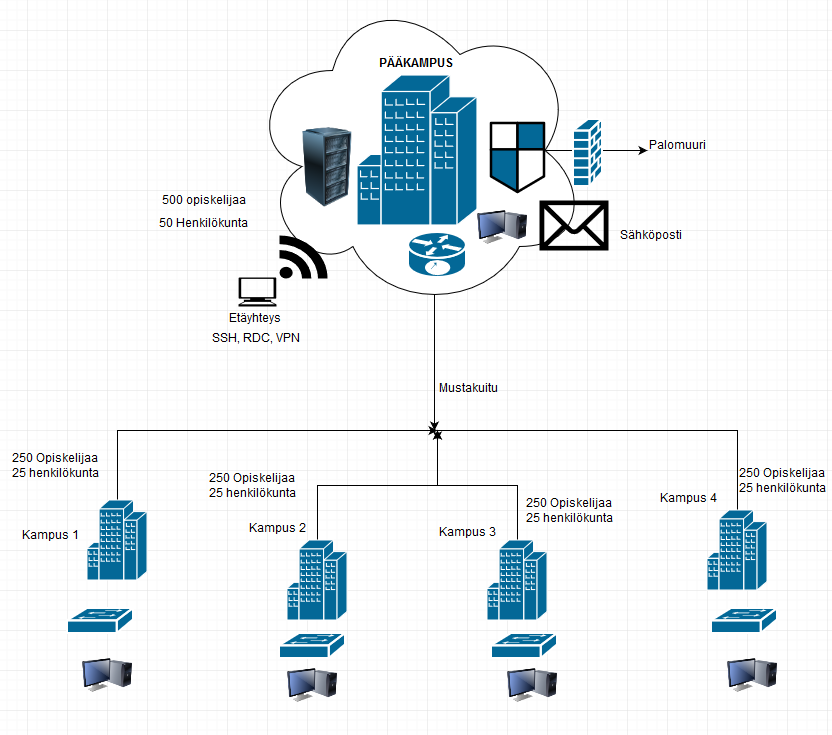 PÄÄKAMPUS
Palomuuri
500 opiskelijaa
50 Henkilökunta
Sähköposti
Etäyhteys
SSH, RDC, VPN
Mustakuitu
250 Opiskelijaa
25 henkilökunta
Kampus 1
250 Opiskelijaa
25 henkilökunta
Kampus 2
250 Opiskelijaa
25 henkilökunta
Kampus 3
250 Opiskelijaa
25 henkilökunta
Kampus 4